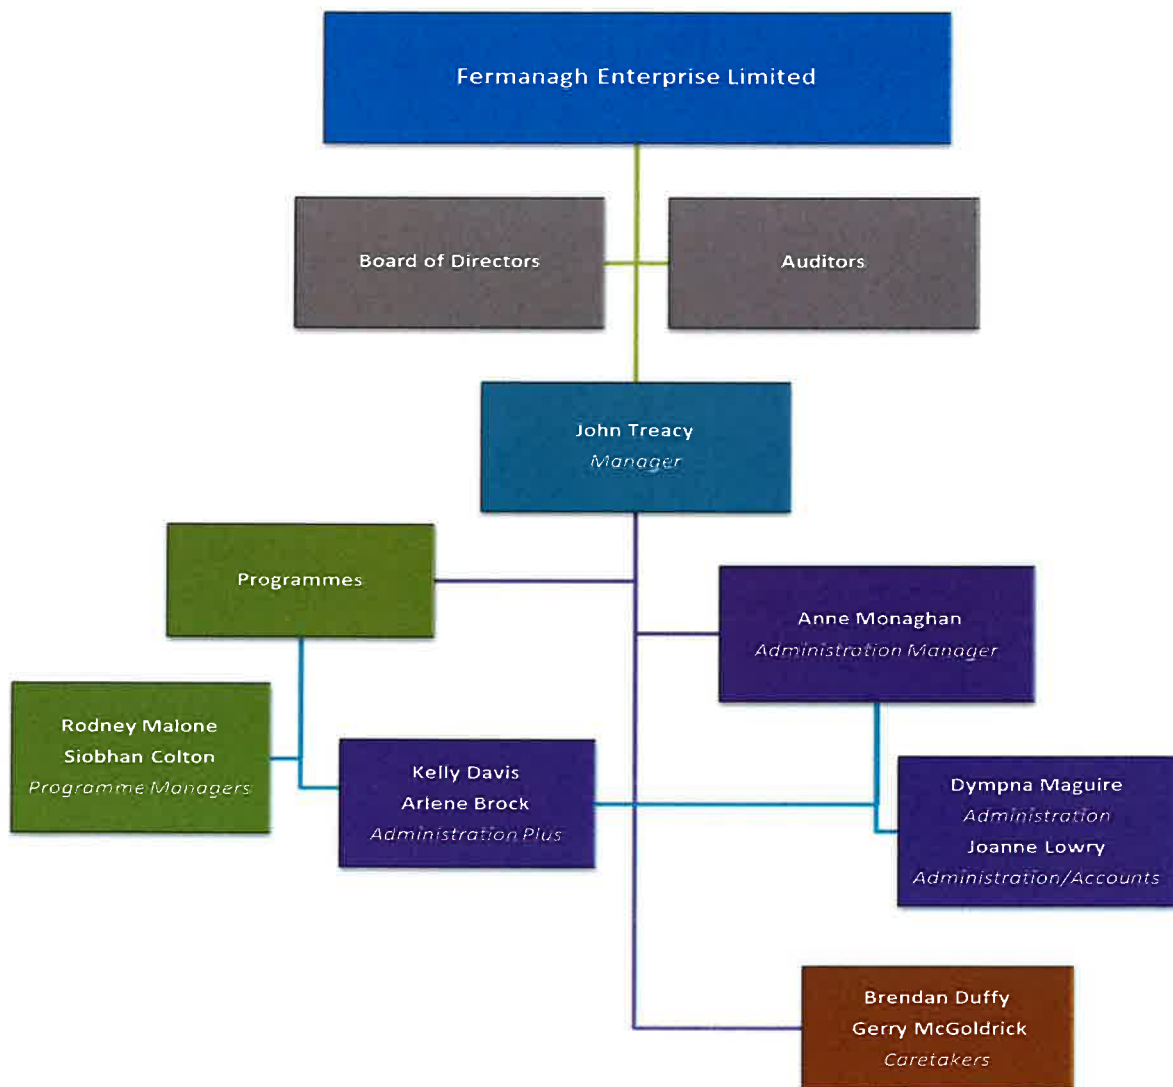 Fermanagh Enterprise Limited
Board of Directors
Auditors
John Treacy
Manager
Programmes
Anne Monaghan
Administration Manager
Rodney Malone
Siobhan Colton
Programme Managers
Kelly Davis
Arlene Brock
Administration Plus
Dympna Maguire
Administration
Joanne Lowry
Administration/Accounts
Brendan Duffy
Gerry McGoldrick
Caretakers